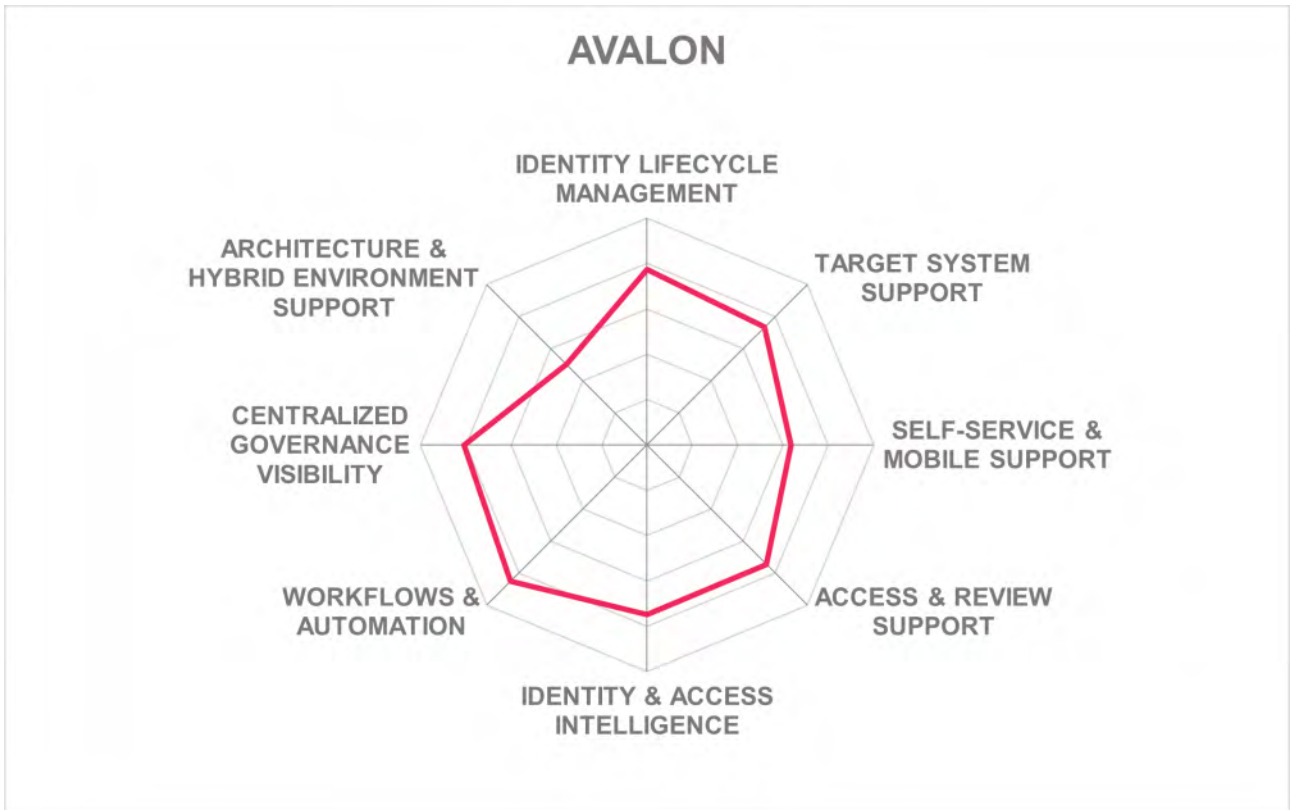 AVALON
IDENTITY LIFECYCLE
MANAGEMENT
TARGET SYSTEM
SUPPORT
SELF-SERVICE &
MOBILE SUPPORT
ACCESS & REVIEW
SUPPORT
IDENTITY & ACCESS
INTELLIGENCE
WORKFLOWS &
AUTOMATION
CENTRALIZED
GOVERNANCE
VISIBILITY
ARCHITECTURE &
HYBRID ENVIRONMENT
SUPPORT